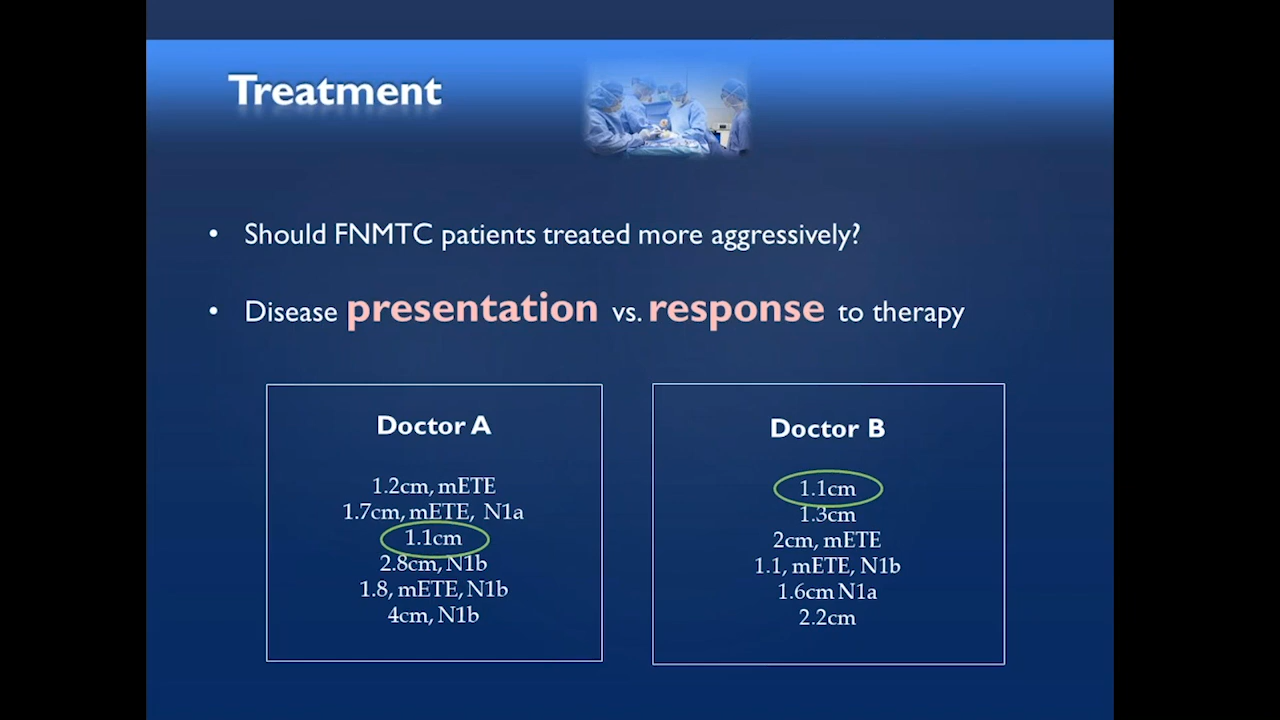 Treatment
• Should FNMTC patients treated more aggressively?
• Disease presentation vs. response to therapy
Doctor A
1.2cm, mETE
1.7cm, mETE, N1a
1.1cm
2.8cm, N1b
1.8, mETE, N1b
4cm, N1b
Doctor B
1.1cm
1.3cm
2cm, mETE
1.1, mETE, N1b
1.6cm N1a
2.2cm